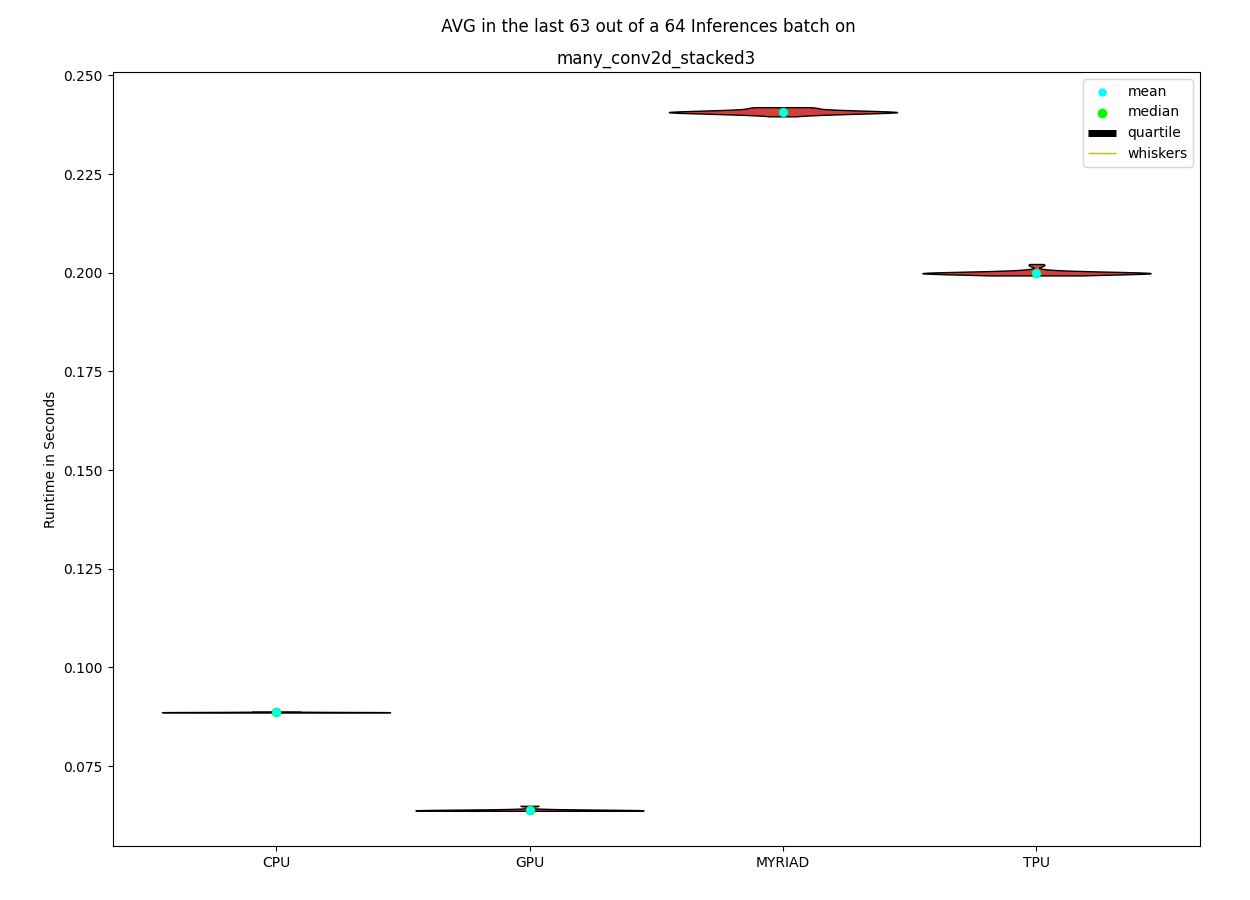 AVG in the last 63 out of a 64 Inferences batch on
many_conv2d_stacked3
0.250
0.225
0.200
0.175
0.150
0.125
0.100
0.075
Runtime in Seconds
mean
median
quartile
whiskers
CPU
GPU
MYRIAD
TPU